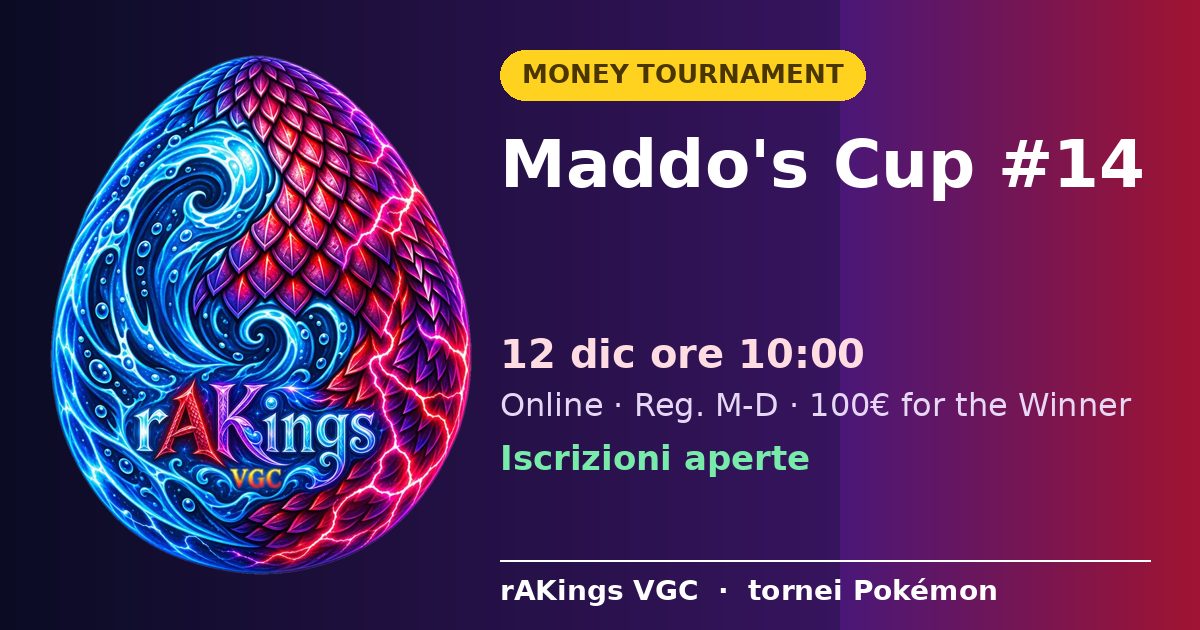 MONEY TOURNAMENT
Maddo's Cup #14
12 dic ore 10:00
Online · Reg. M-D · 100€ for the Winner
Iscrizioni aperte
rAKings
VGC
rAKings VGC · tornei Pokémon